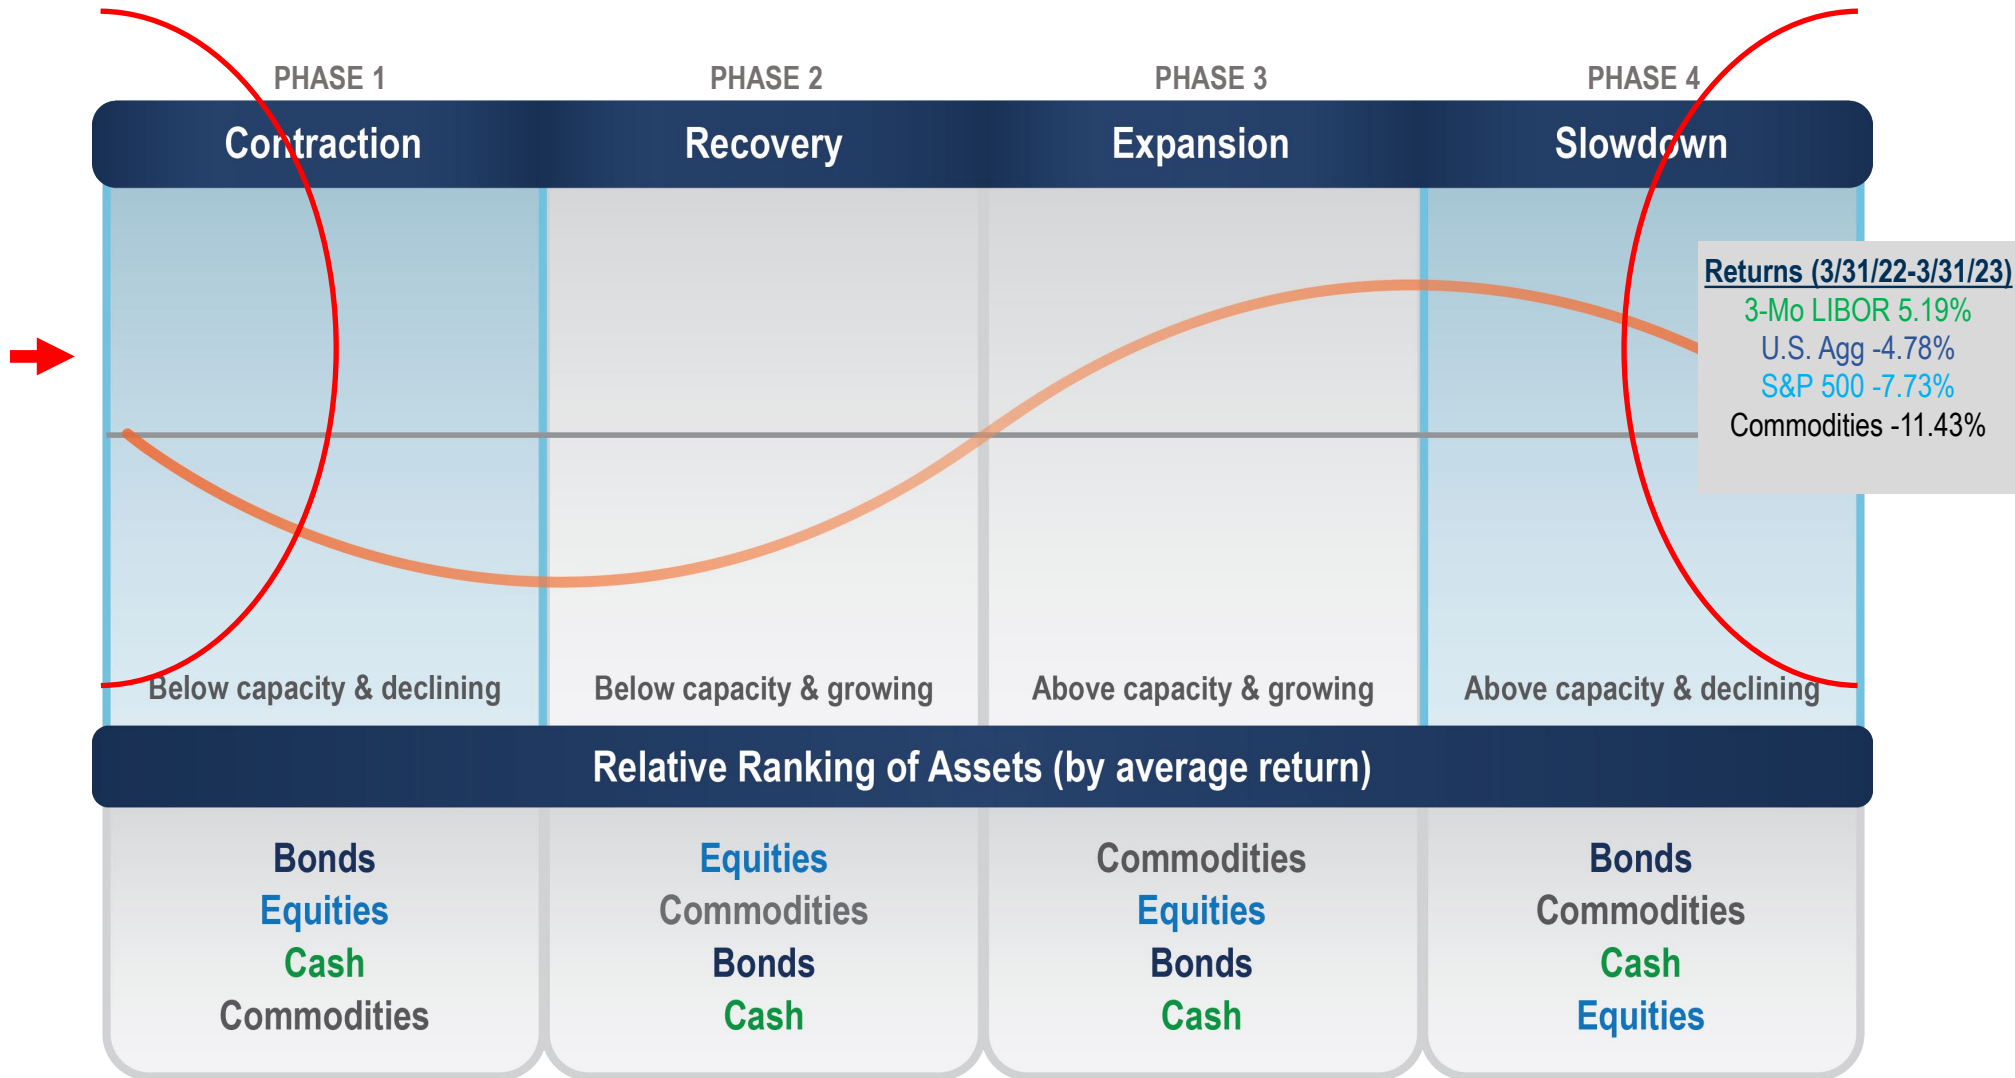 PHASE 1
PHASE 2
PHASE 3
PHASE 4
Contraction
Recovery
Expansion
Slowdown
Returns (3/31/22-3/31/23)
3-Mo LIBOR 5.19%
U.S. Agg -4.78%
S&P 500 -7.73%
Commodities -11.43%
Below capacity & declining
Below capacity & growing
Above capacity & growing
Above capacity & declining
Relative Ranking of Assets (by average return)
Bonds
Equities
Cash
Commodities
Equities
Commodities
Bonds
Cash
Commodities
Equities
Bonds
Cash
Bonds
Commodities
Cash
Equities